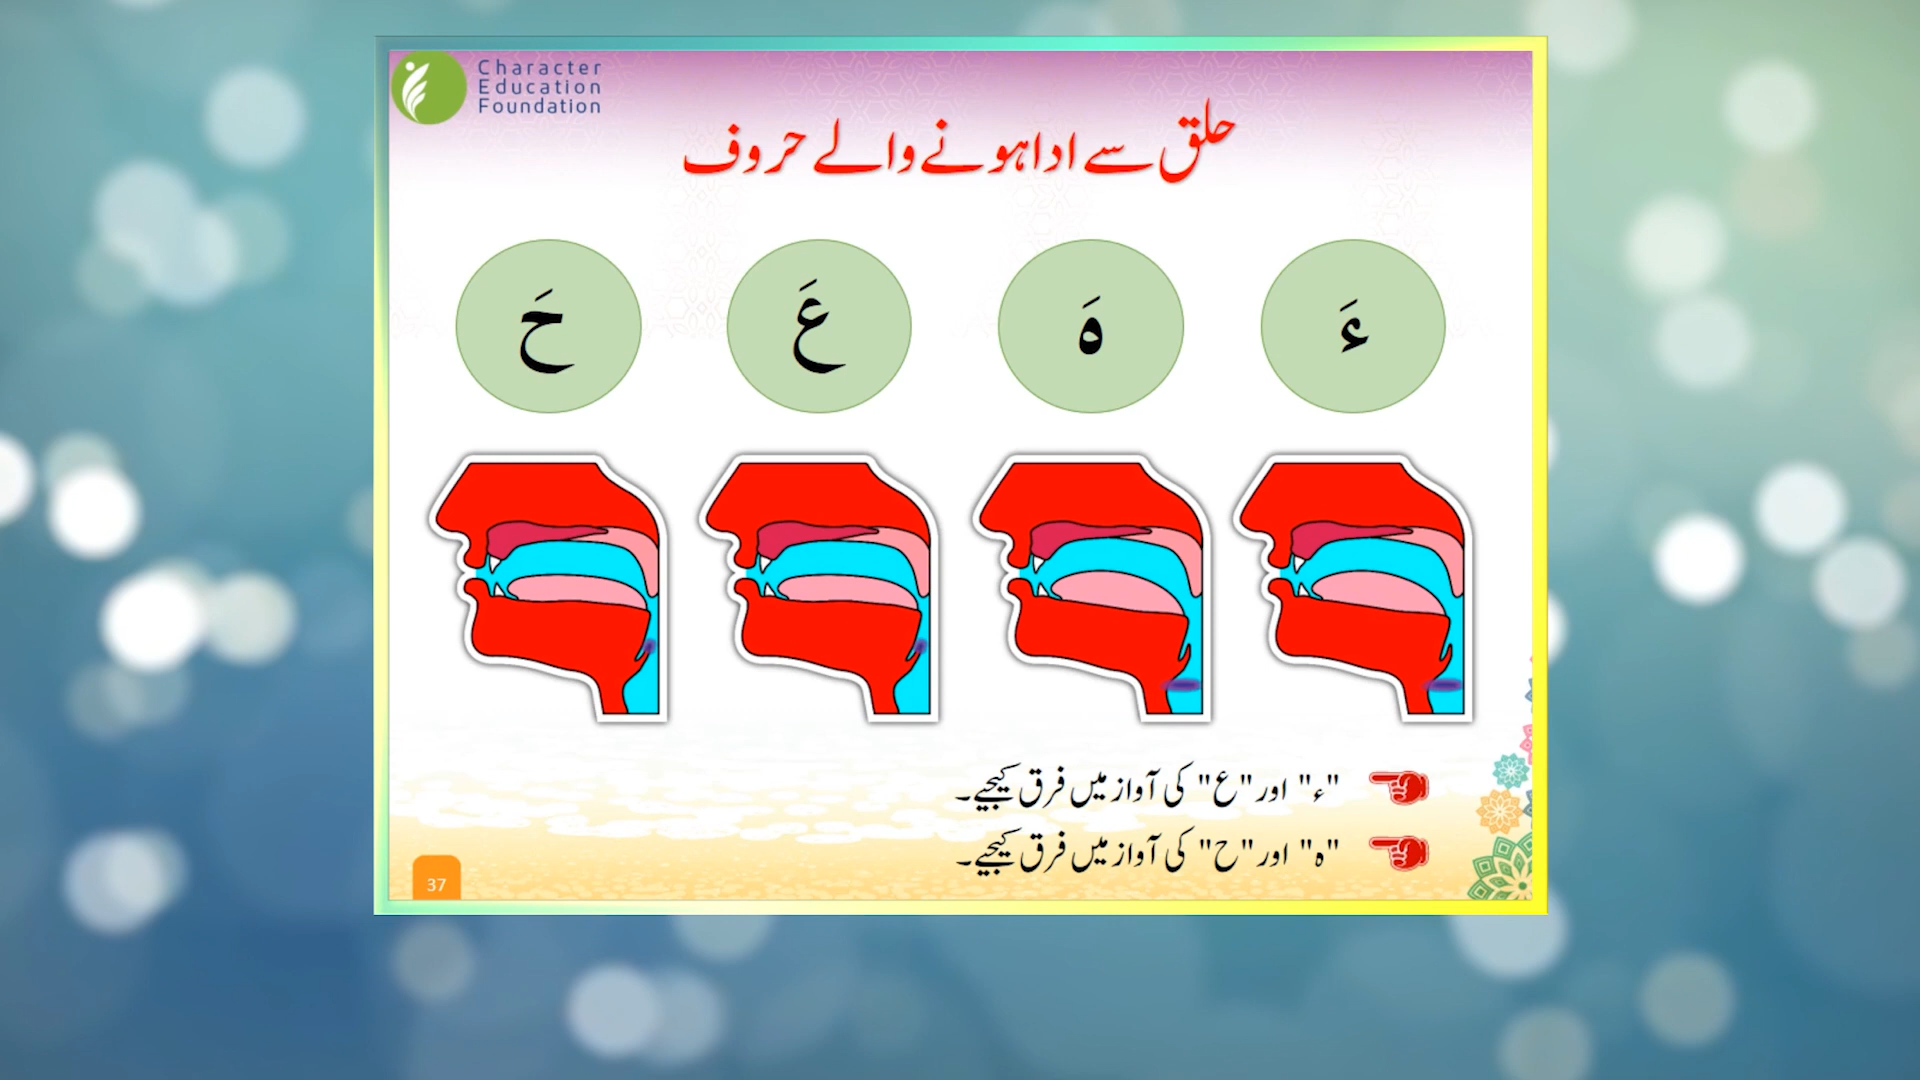 Character
Education
Foundation
حلق سے ادا ہونے والے حروف
ءَ ہَ عَ حَ
"ء" اور "ع" کی آواز میں فرق کیجیے۔
"ہ" اور "ح" کی آواز میں فرق کیجیے۔
37